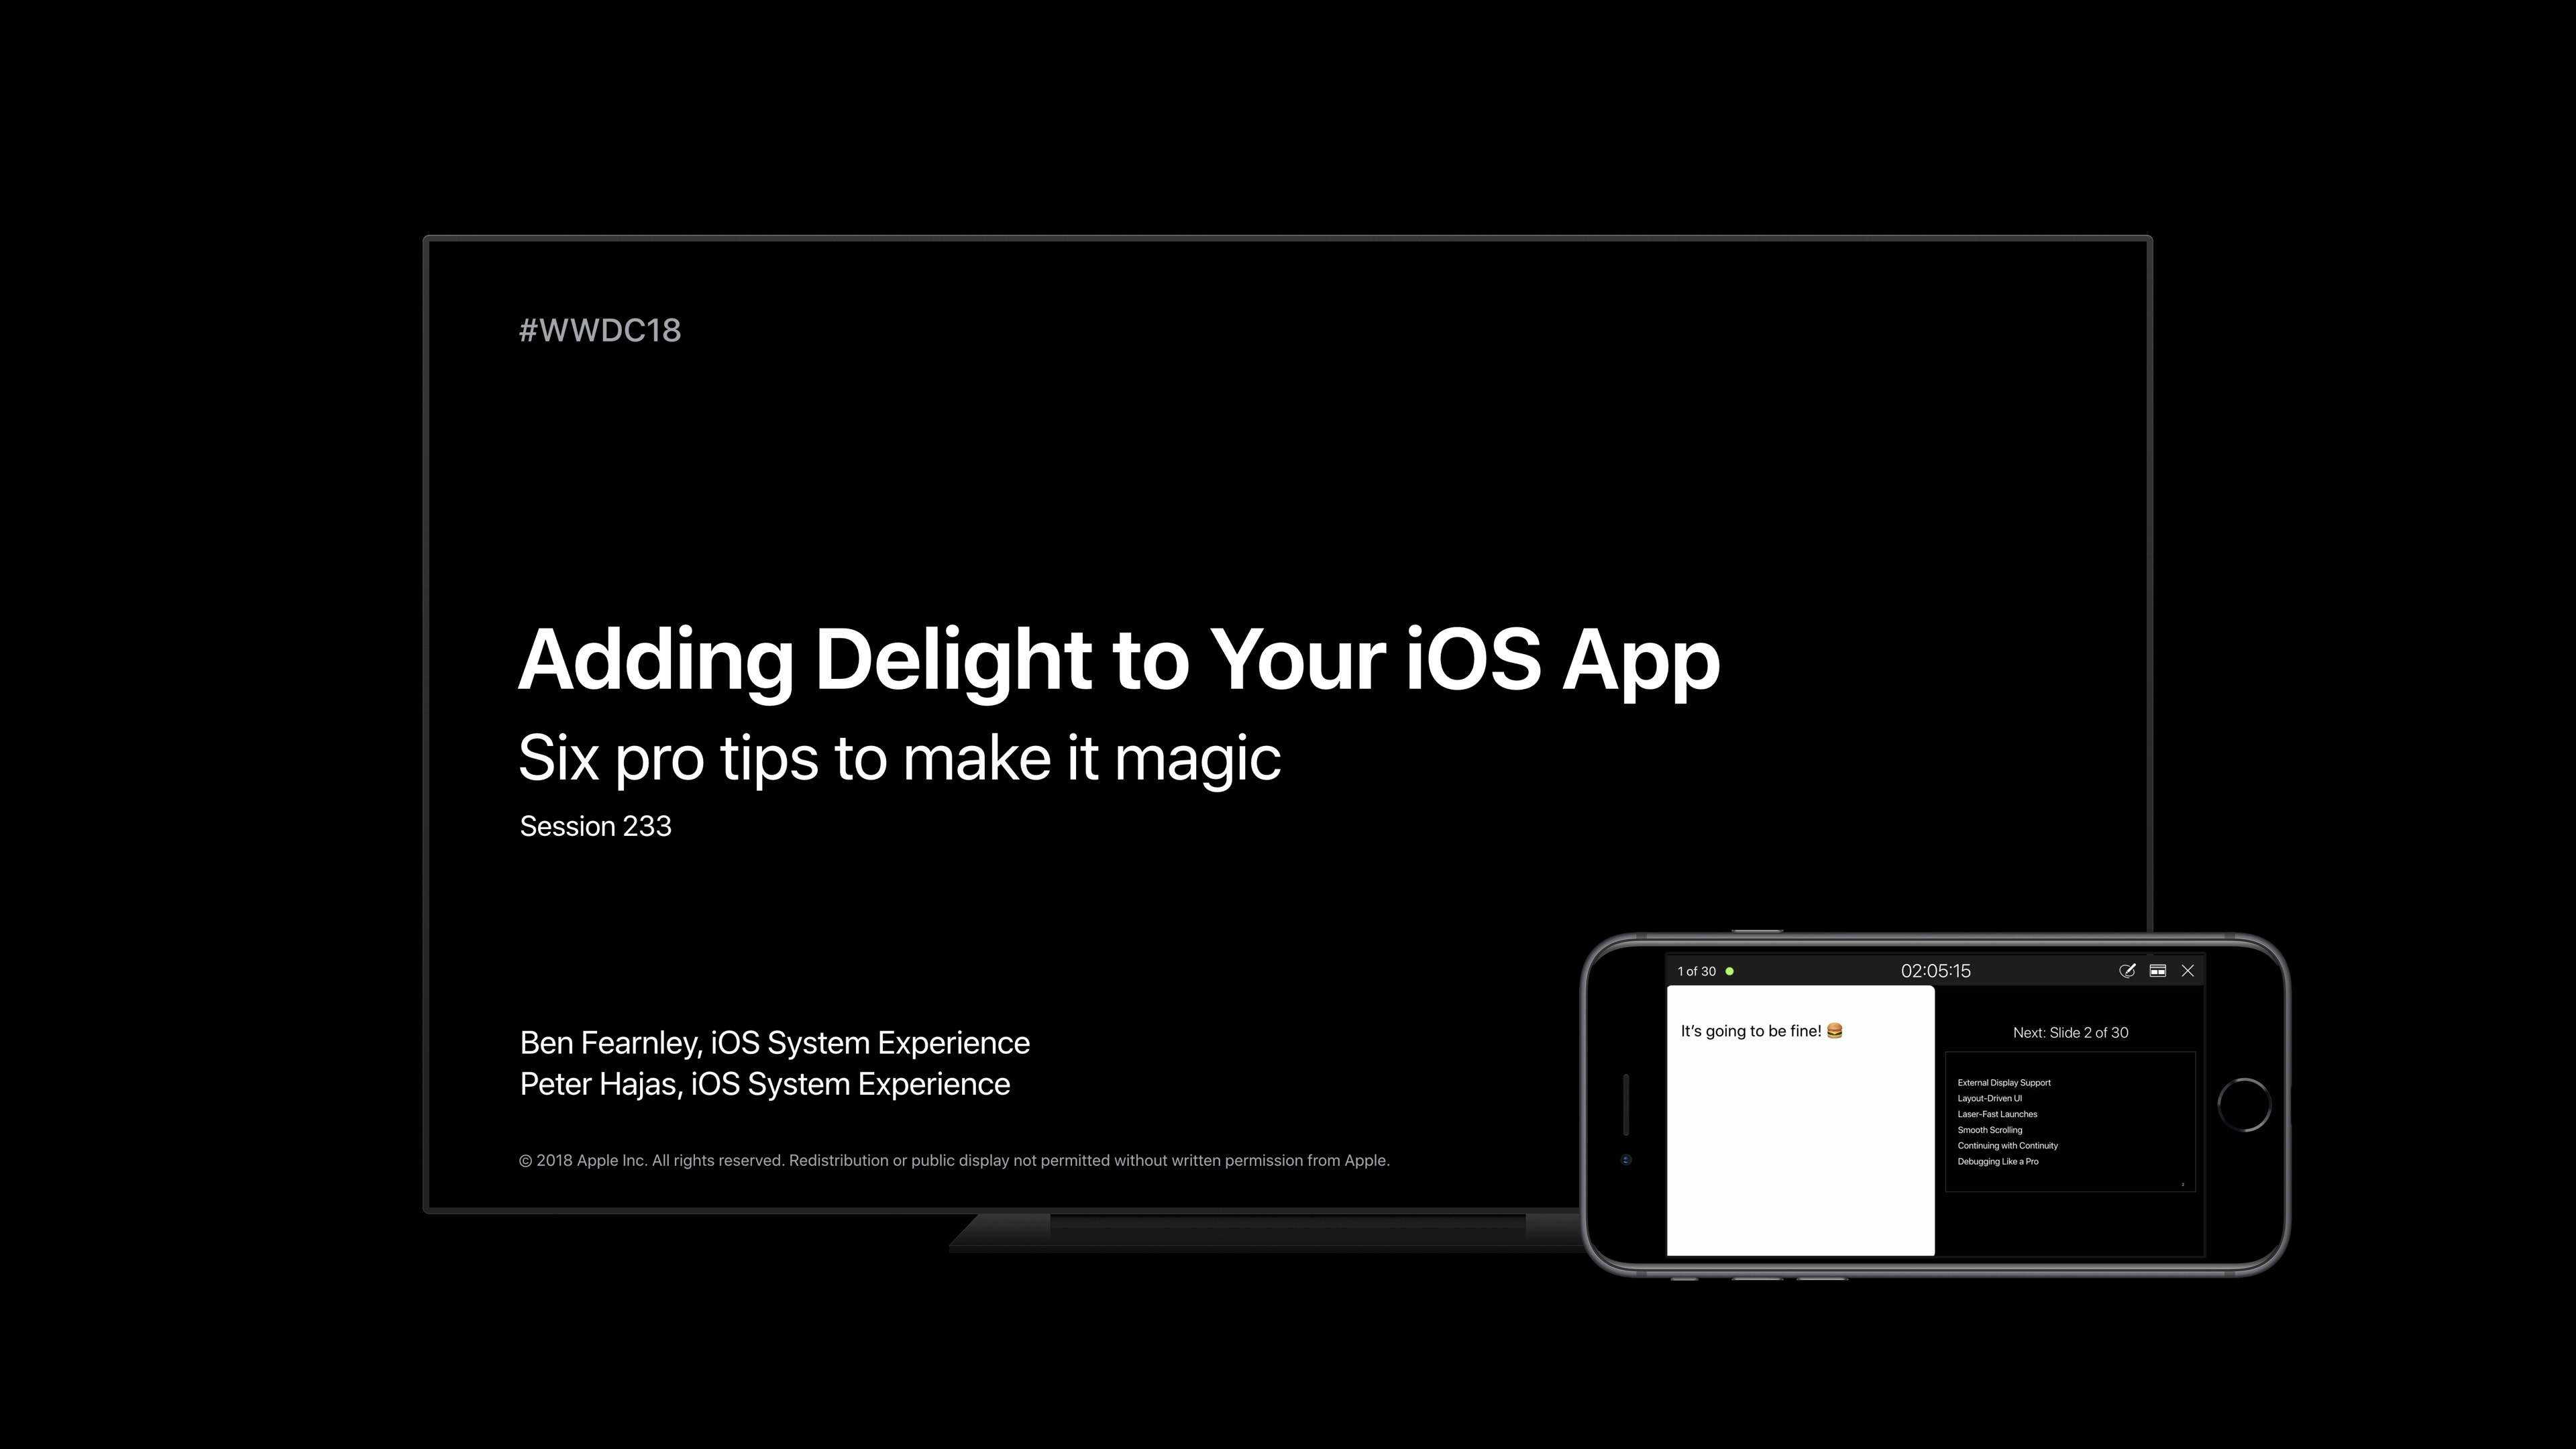 #WWDC18
Adding Delight to Your iOS App
Six pro tips to make it magic
Session 233
Ben Fearnley, iOS System Experience
Peter Hajas, iOS System Experience
© 2018 Apple Inc. All rights reserved. Redistribution or public display not permitted without written permission from Apple.
1 of 30
02:05:15
It’s going to be fine! 🍔
Next: Slide 2 of 30
External Display Support
Layout-Driven UI
Laser-Fast Launches
Smooth Scrolling
Continuing with Continuity
Debugging Like a Pro
2